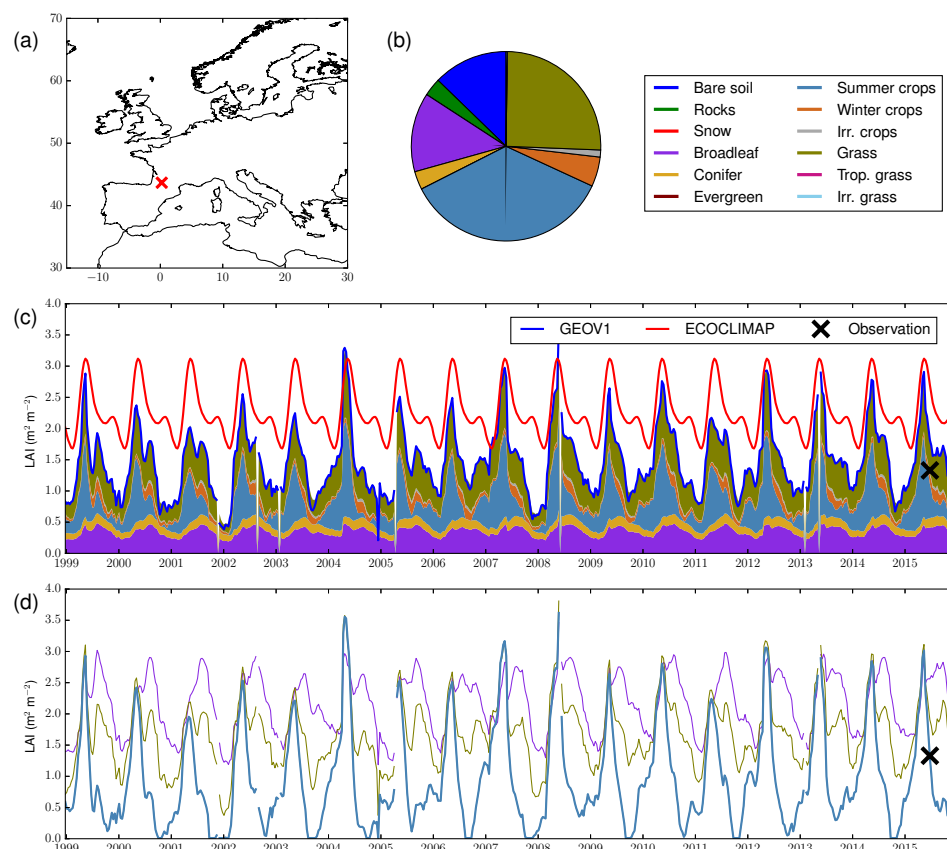 (a)
70
60
50
40
30
−10 0 10 20 30
(b)
Bare soil Summer crops
Rocks Winter crops
Snow Irr. crops
Broadleaf Grass
Conifer Trop. grass
Evergreen Irr. grass
(c)
GEOV1 ECOCLIMAP Observation
LAI (m² m⁻²)
4.0
3.5
3.0
2.5
2.0
1.5
1.0
0.5
0.0
1999 2000 2001 2002 2003 2004 2005 2006 2007 2008 2009 2010 2011 2012 2013 2014 2015
(d)
LAI (m² m⁻²)
4.0
3.5
3.0
2.5
2.0
1.5
1.0
0.5
0.0
1999 2000 2001 2002 2003 2004 2005 2006 2007 2008 2009 2010 2011 2012 2013 2014 2015